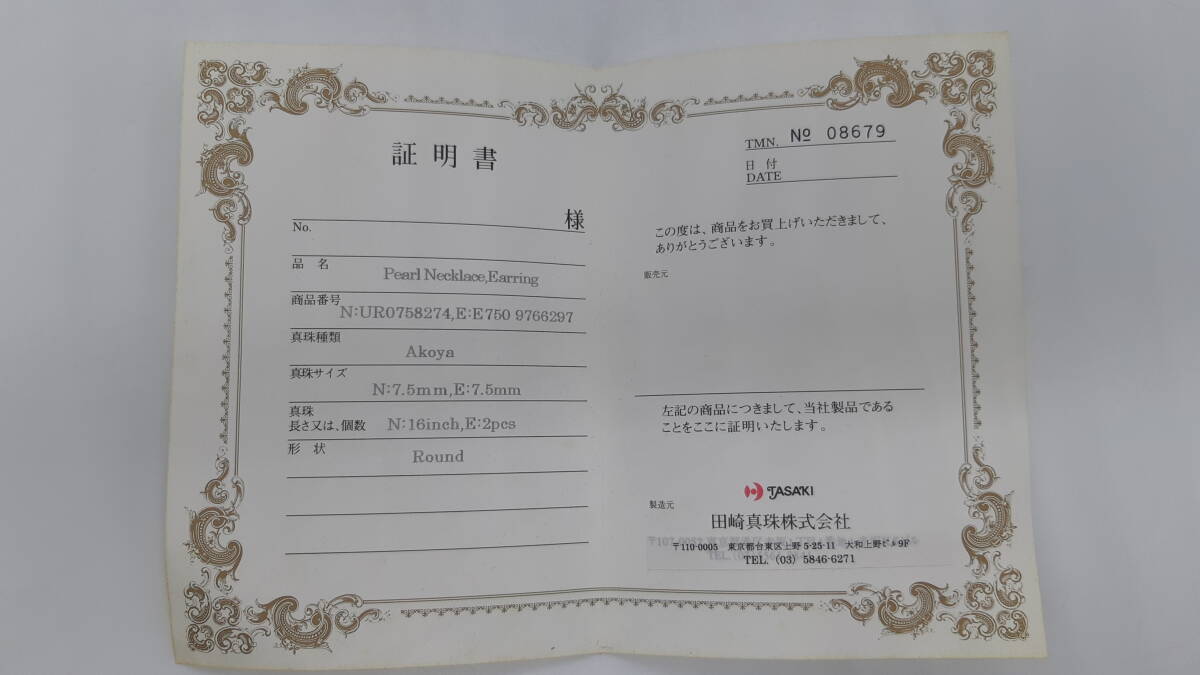 証明書
様
No.
品名 Pearl Necklace,Earring
商品番号 N:UR0758274,E:E750 9766297
真珠種類 Akoya
真珠サイズ N:7.5mm,E:7.5mm
真珠
長さ又は、個数 N:16inch,E:2pcs
形状 Round
TMN. Nº 08679
日付
DATE
この度は、商品をお買上げいただきまして、
ありがとうございます。
販売元
左記の商品につきまして、当社製品である
ことをここに証明いたします。
TASAKI
製造元
田崎真珠株式会社
〒110-0005 東京都台東区上野5-25-11 大和上野ビル9F
TEL. (03) 5846-6271